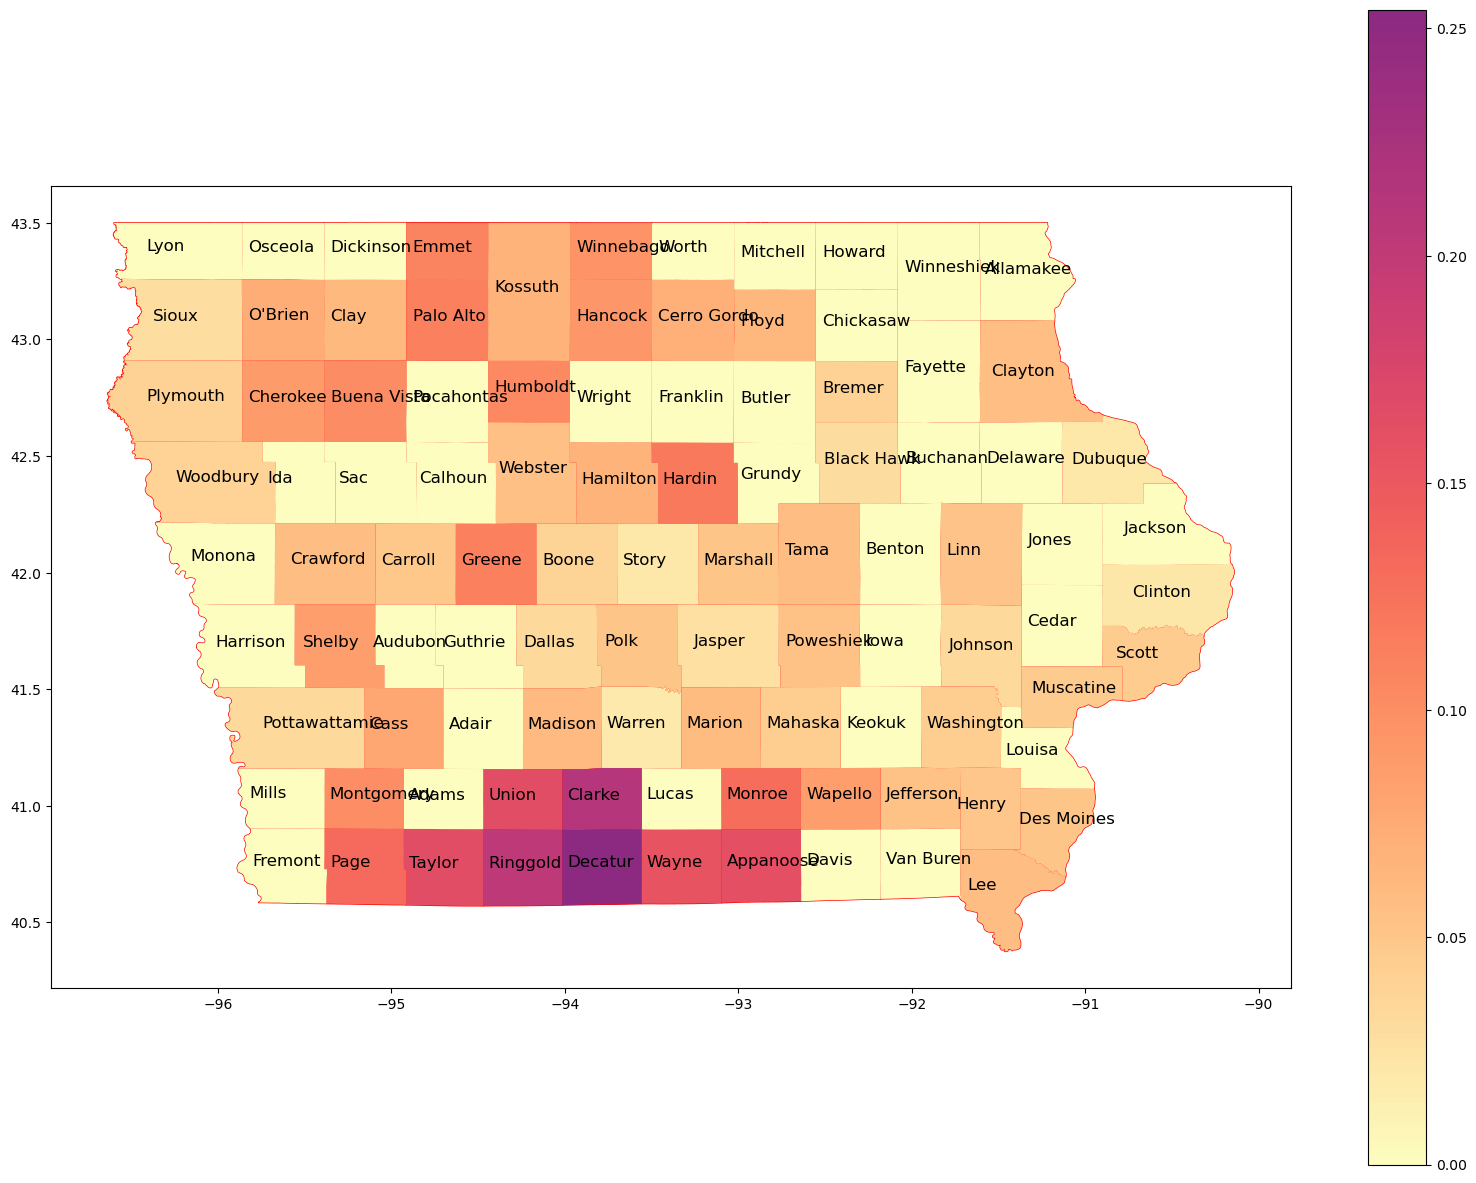 0.25
0.20
0.15
0.10
0.05
0.00
43.5
43.0
42.5
42.0
41.5
41.0
40.5
−96
−95
−94
−93
−92
−91
−90
Lyon
Osceola
Dickinson
Emmet
Kossuth
Winnebago
Worth
Mitchell
Howard
Winneshiek
Allamakee
Sioux
O'Brien
Clay
Palo Alto
Hancock
Cerro Gordo
Floyd
Chickasaw
Plymouth
Cherokee
Buena Vista
Pocahontas
Humboldt
Wright
Franklin
Butler
Bremer
Fayette
Clayton
Woodbury
Ida
Sac
Calhoun
Webster
Hamilton
Hardin
Grundy
Black Hawk
Buchanan
Delaware
Dubuque
Monona
Crawford
Carroll
Greene
Boone
Story
Marshall
Tama
Benton
Linn
Jones
Jackson
Clinton
Harrison
Shelby
Audubon
Guthrie
Dallas
Polk
Jasper
Poweshiek
Iowa
Johnson
Cedar
Scott
Muscatine
Pottawattamie
Cass
Adair
Madison
Warren
Marion
Mahaska
Keokuk
Washington
Louisa
Mills
Montgomery
Adams
Union
Clarke
Lucas
Monroe
Wapello
Jefferson
Henry
Des Moines
Fremont
Page
Taylor
Ringgold
Decatur
Wayne
Appanoose
Davis
Van Buren
Lee